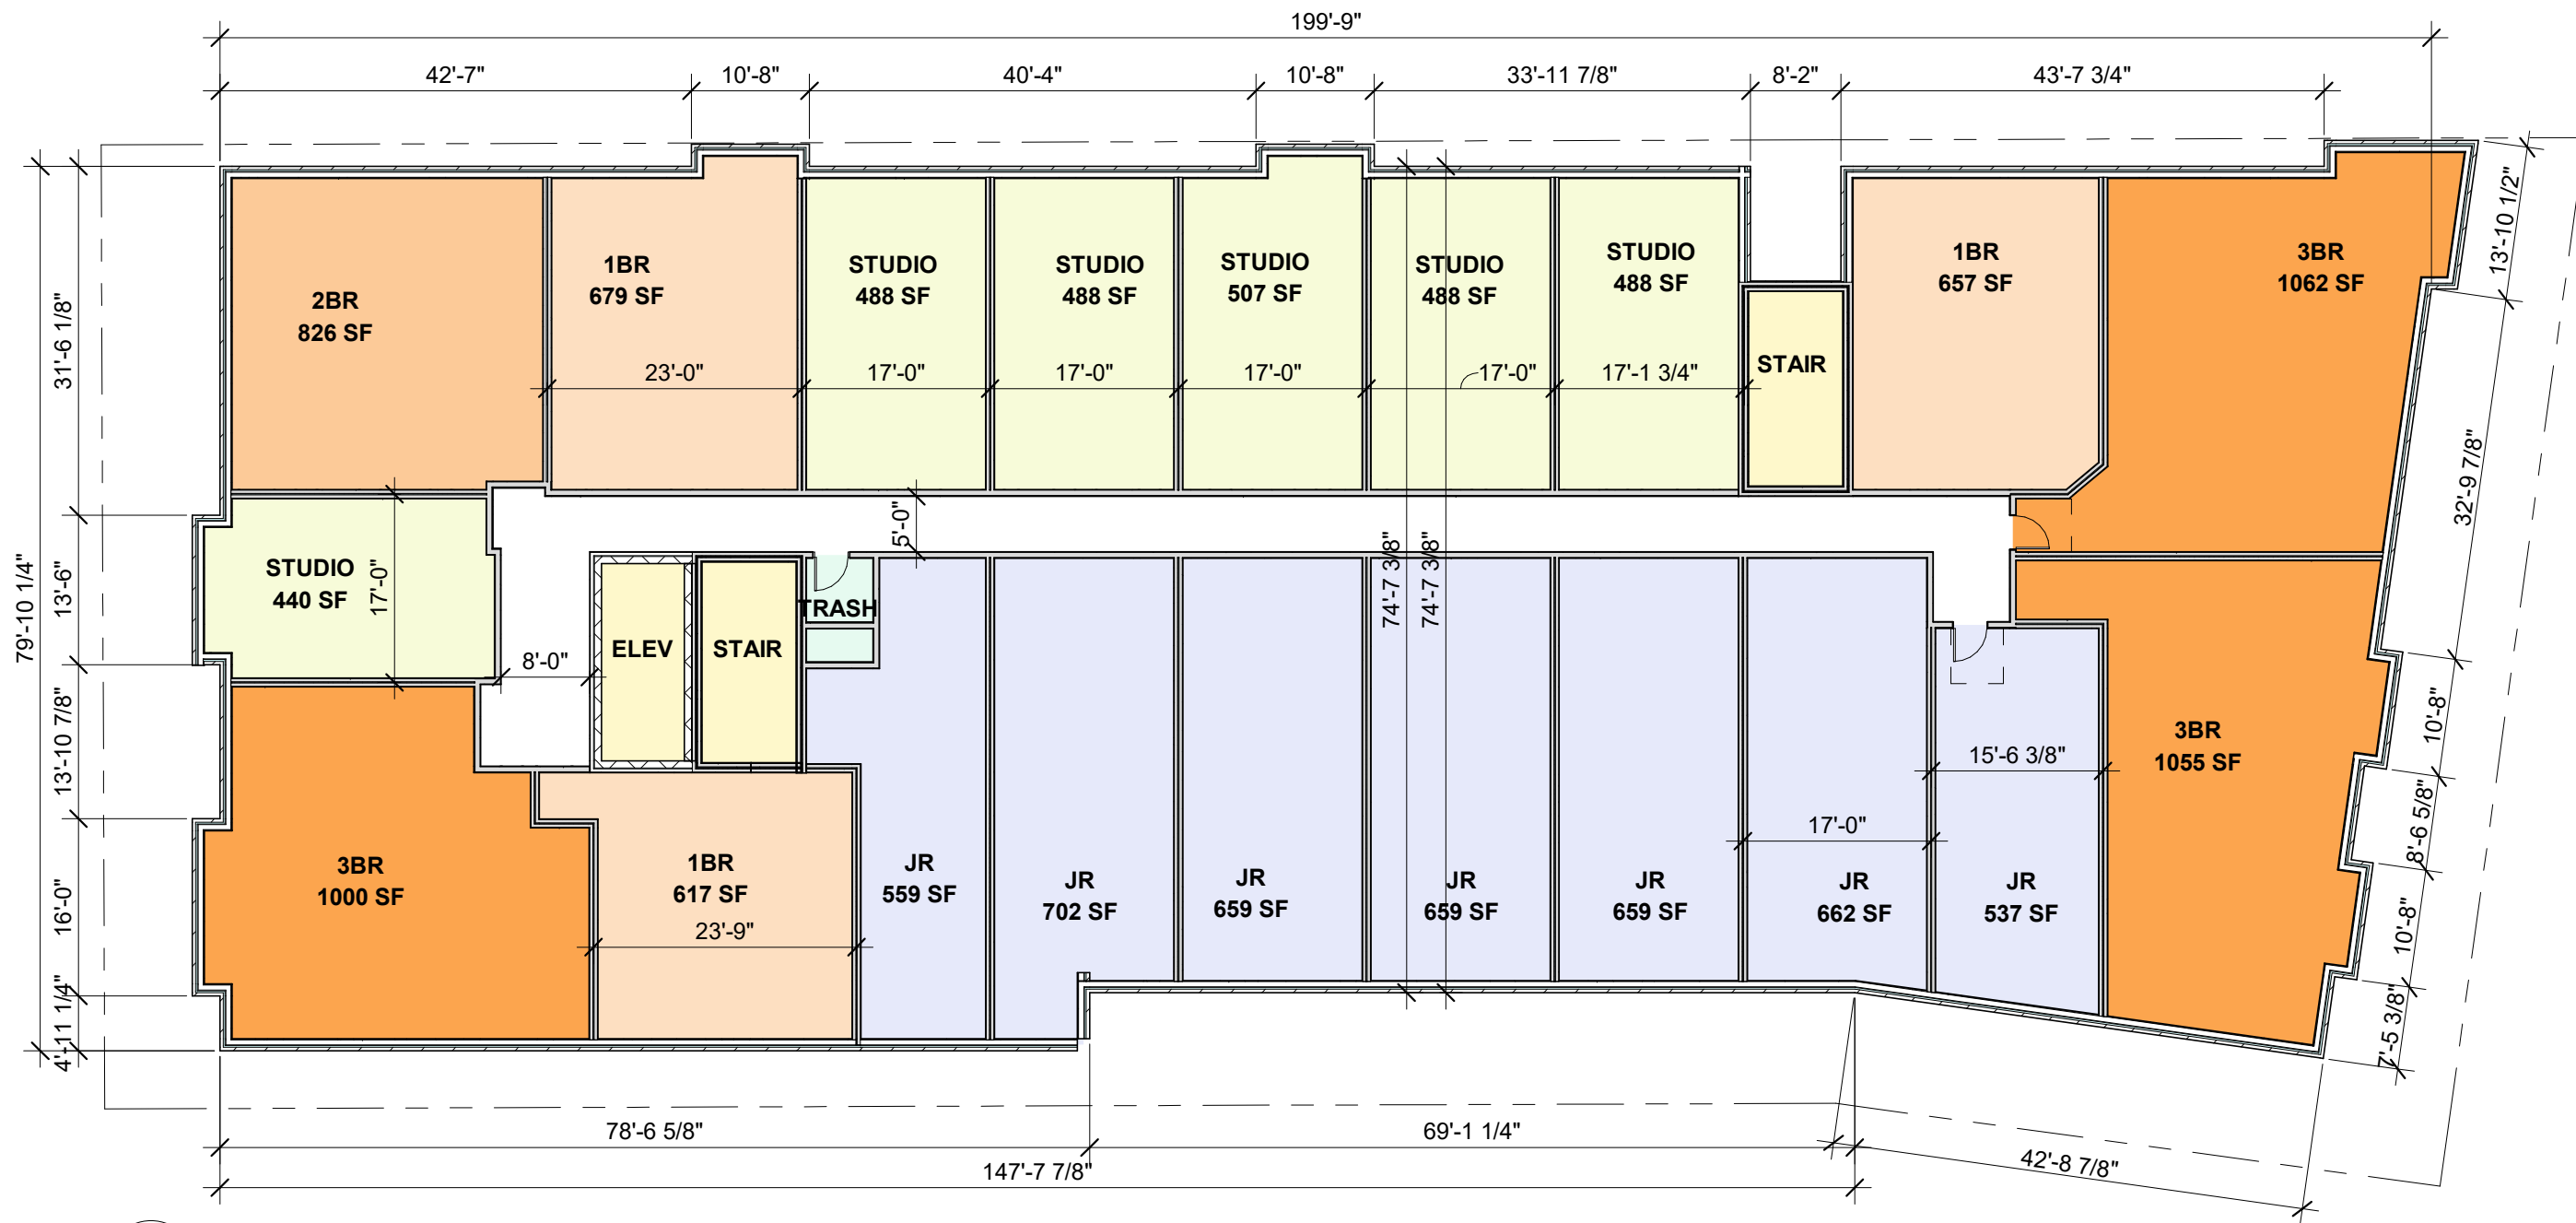 199'-9"
42'-7"
10'-8"
40'-4"
10'-8"
33'-11 7/8"
8'-2"
43'-7 3/4"
13'-10 1/2"
32'-9 7/8"
10'-8"
8'-6 5/8"
10'-8"
7'-5 3/8"
79'-10 1/4"
31'-6 1/8"
13'-6"
13'-10 7/8"
16'-0"
4'-11 1/4"
2BR
826 SF
1BR
679 SF
23'-0"
STUDIO
488 SF
17'-0"
STUDIO
488 SF
17'-0"
STUDIO
507 SF
17'-0"
STUDIO
488 SF
17'-0"
STUDIO
488 SF
17'-1 3/4"
STAIR
1BR
657 SF
3BR
1062 SF
5'-0"
74'-7 3/8"
74'-7 3/8"
STUDIO
440 SF
17'-0"
8'-0"
ELEV
STAIR
TRASH
3BR
1000 SF
1BR
617 SF
23'-9"
JR
559 SF
JR
702 SF
JR
659 SF
JR
659 SF
JR
659 SF
17'-0"
JR
662 SF
15'-6 3/8"
JR
537 SF
3BR
1055 SF
78'-6 5/8"
69'-1 1/4"
147'-7 7/8"
42'-8 7/8"